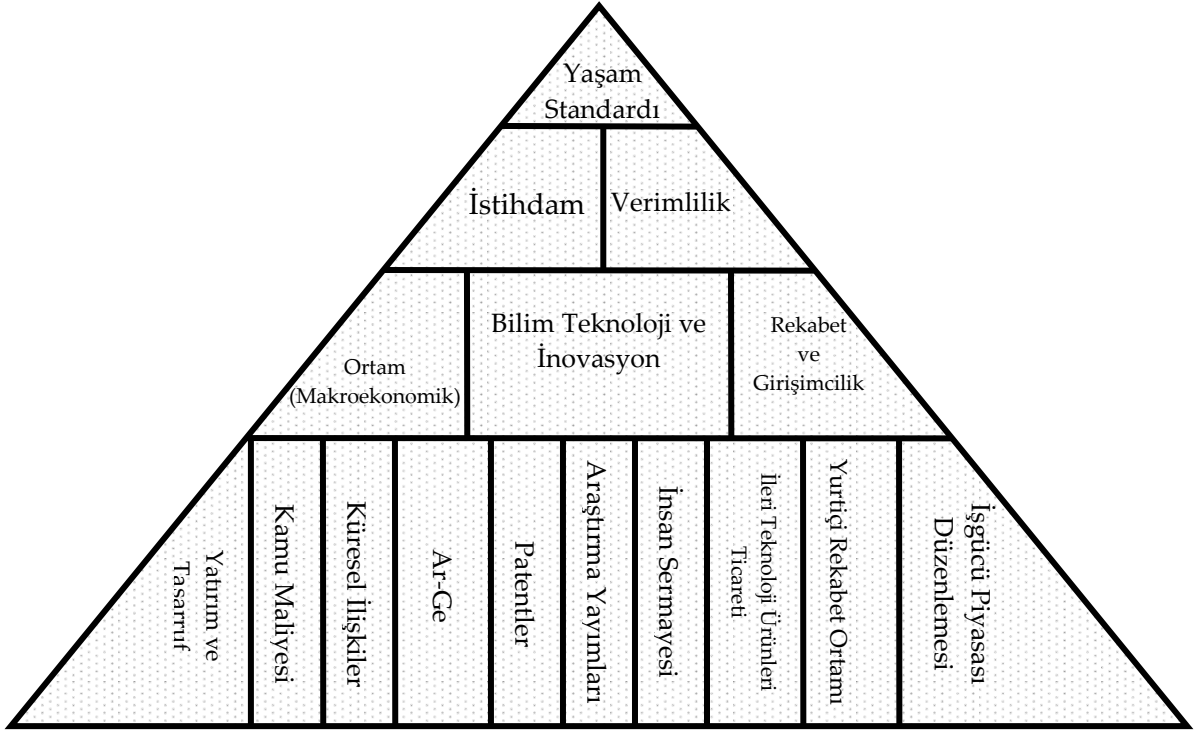 Yaşam
Standardı
İstihdam
Verimlilik
Ortam
(Makroekonomik)
Bilim Teknoloji ve
İnovasyon
Rekabet
ve
Girişimcilik
Yatırım ve
Tasarruf
Kamu Maliyesi
Küresel İlişkiler
Ar-Ge
Patentler
Araştırma Yayımları
İnsan Sermayesi
İleri Teknoloji Ürünleri
Ticareti
Yurtiçi Rekabet Ortamı
İşgücü Piyasası
Düzenlemesi